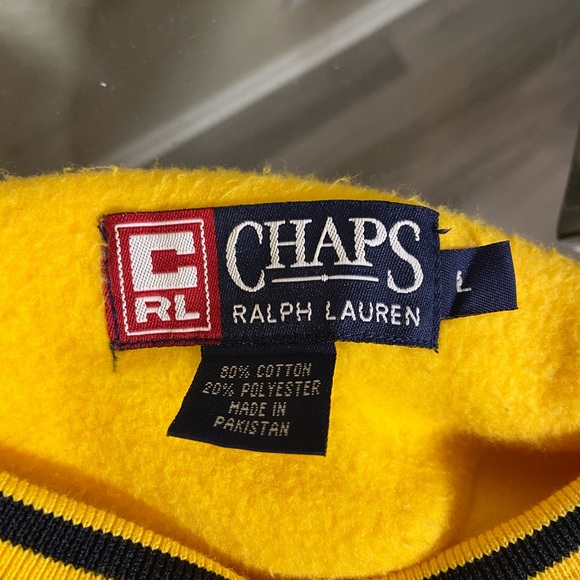 C
RL
CHAPS
RALPH LAUREN
L
80% COTTON
20% POLYESTER
MADE IN
PAKISTAN